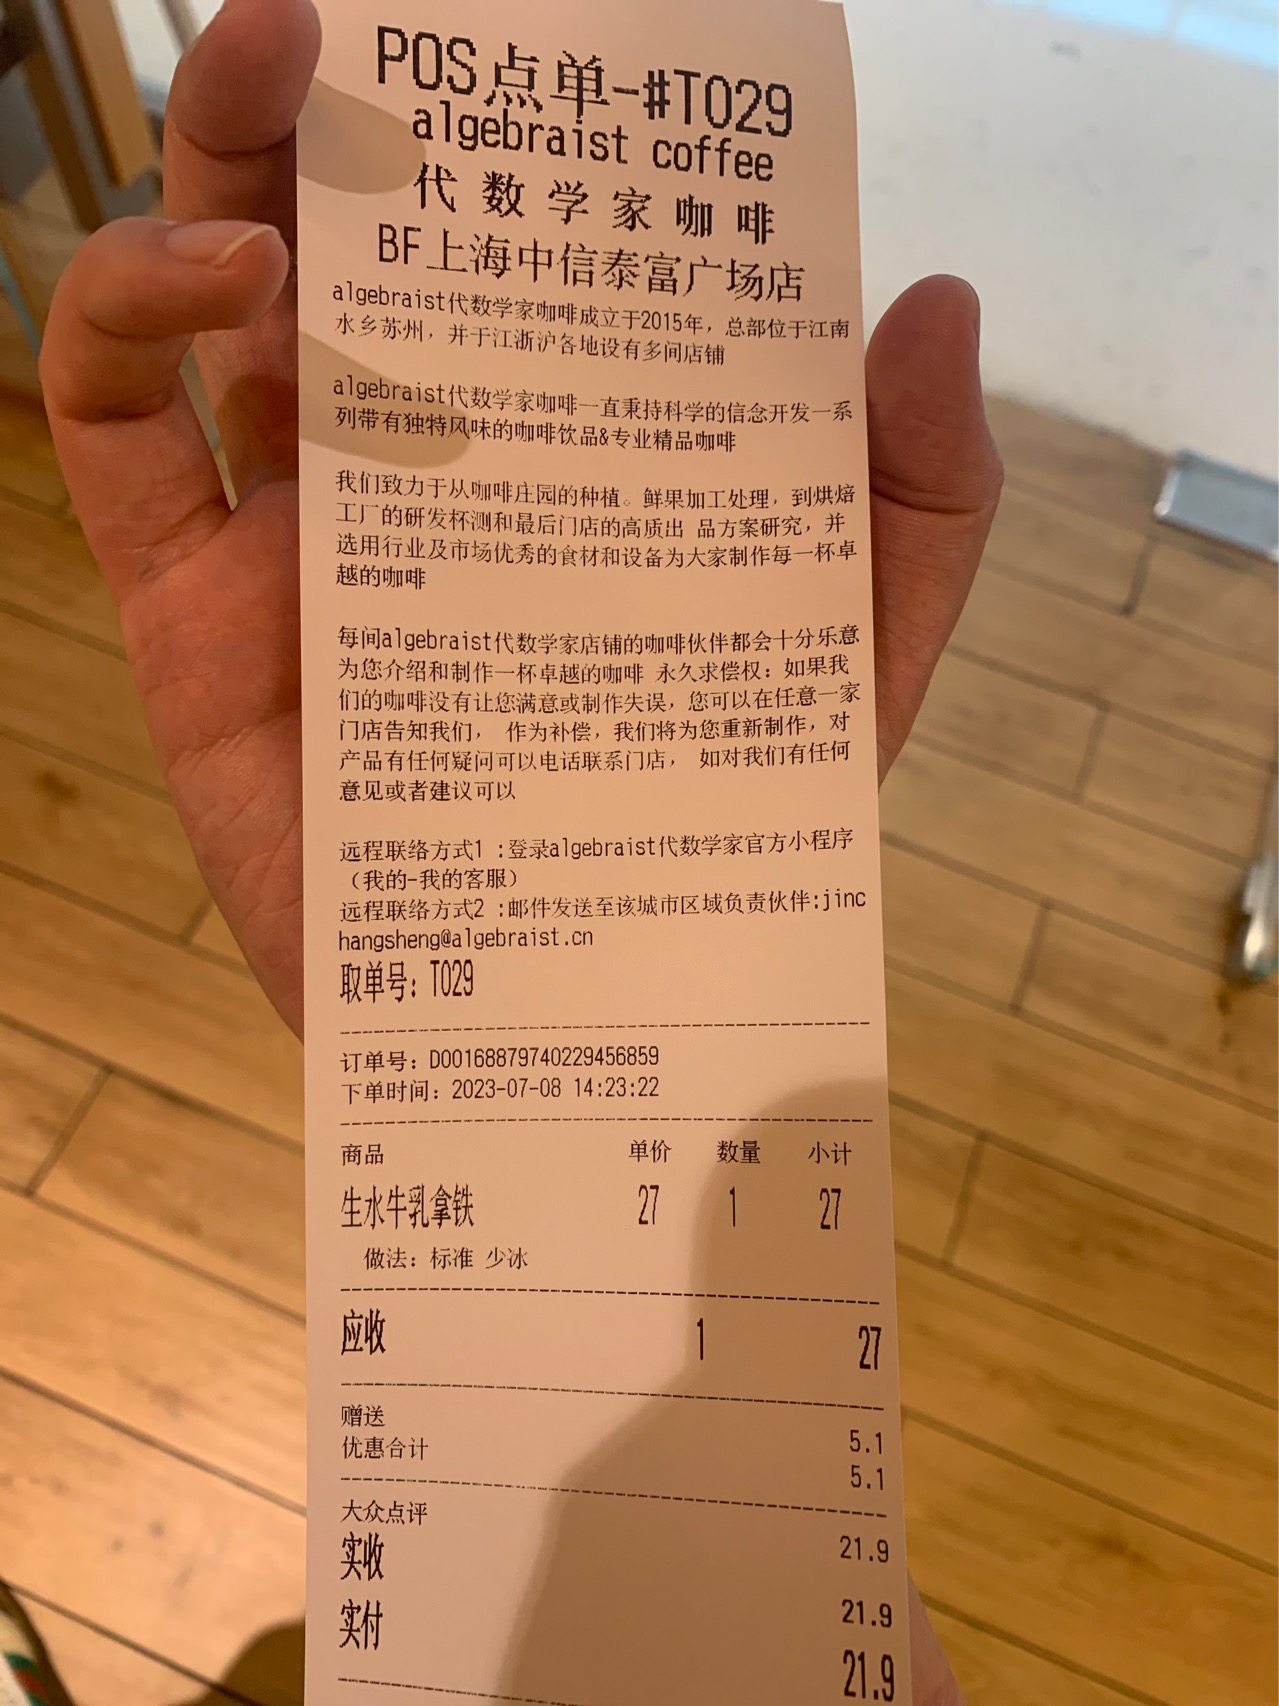 POS点单-#T029
algebraist coffee
代数学家咖啡
BF上海中信泰富广场店
algebraist代数学家咖啡成立于2015年，总部位于江南
水乡苏州，并于江浙沪各地设有多间店铺
algebraist代数学家咖啡一直秉持科学的信念开发一系
列带有独特风味的咖啡饮品&专业精品咖啡
我们致力于从咖啡庄园的种植。鲜果加工处理，到烘焙
工厂的研发杯测和最后门店的高质出 品方案研究，并
选用行业及市场优秀的食材和设备为大家制作每一杯卓
越的咖啡
每间algebraist代数学家店铺的咖啡伙伴都会十分乐意
为您介绍和制作一杯卓越的咖啡 永久求偿权：如果我
们的咖啡没有让您满意或制作失误，您可以在任意一家
门店告知我们， 作为补偿，我们将为您重新制作，对
产品有任何疑问可以电话联系门店， 如对我们有任何
意见或者建议可以
远程联络方式1 :登录algebraist代数学家官方小程序
（我的-我的客服）
远程联络方式2 :邮件发送至该城市区域负责伙伴:jinc
hangsheng@algebraist.cn
取单号：T029
订单号：D00168879740229456859
下单时间：2023-07-08 14:23:22
商品 单价 数量 小计
生水牛乳拿铁 27 1 27
做法：标准 少冰
应收 1 27
赠送 5.1
优惠合计 5.1
大众点评 21.9
实收 21.9
实付 21.9